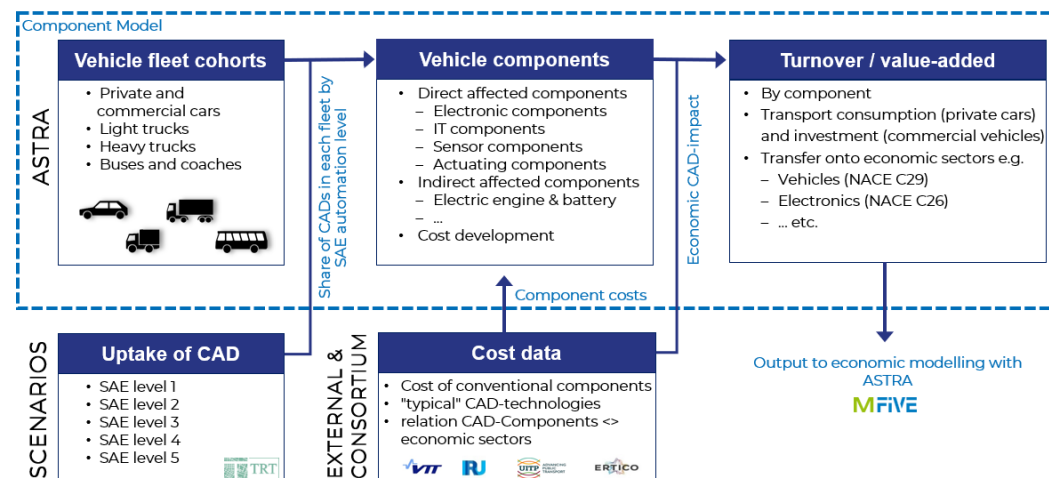 Component Model
ASTRA
Vehicle fleet cohorts
• Private and
commercial cars
• Light trucks
• Heavy trucks
• Buses and coaches
Share of CADs in each fleet by
SAE automation level
Vehicle components
• Direct affected components
– Electronic components
– IT components
– Sensor components
– Actuating components
• Indirect affected components
– Electric engine & battery
– ...
• Cost development
Economic CAD-impact
Turnover / value-added
• By component
• Transport consumption (private cars)
and investment (commercial vehicles)
• Transfer onto economic sectors e.g.
– Vehicles (NACE C29)
– Electronics (NACE C26)
– ... etc.
Component costs
SCENARIOS
Uptake of CAD
• SAE level 1
• SAE level 2
• SAE level 3
• SAE level 4
• SAE level 5
TRT
EXTERNAL &
CONSORTIUM
Cost data
• Cost of conventional components
• "typical" CAD-technologies
• relation CAD-Components <>
economic sectors
VTT
IRU
UITP
ADVANCING
PUBLIC
TRANSPORT
ERTICO
Output to economic modelling with
ASTRA
MFIVE